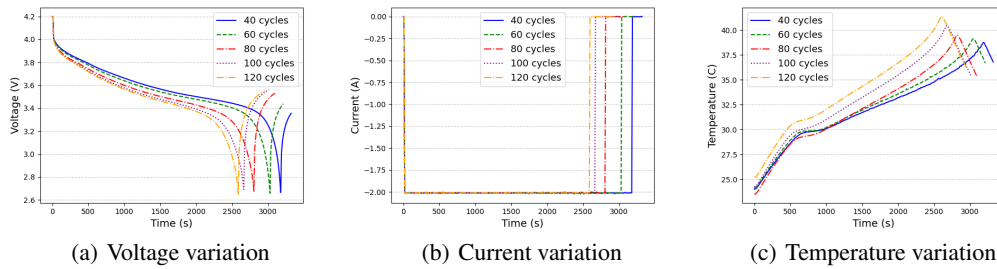 4.2
4.0
3.8
3.6
3.4
3.2
3.0
2.8
2.6
Voltage (V)
0 500 1000 1500 2000 2500 3000
Time (s)
40 cycles
60 cycles
80 cycles
100 cycles
120 cycles
(a) Voltage variation
0.00
−0.25
−0.50
−0.75
−1.00
−1.25
−1.50
−1.75
−2.00
Current (A)
0 500 1000 1500 2000 2500 3000
Time (s)
40 cycles
60 cycles
80 cycles
100 cycles
120 cycles
(b) Current variation
40.0
37.5
35.0
32.5
30.0
27.5
25.0
Temperature (C)
0 500 1000 1500 2000 2500 3000
Time (s)
40 cycles
60 cycles
80 cycles
100 cycles
120 cycles
(c) Temperature variation